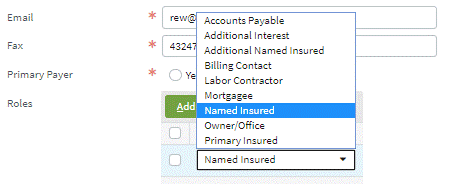 Email * rew@
Fax * 43247
Primary Payer * Ye
Roles Add
Accounts Payable
Additional Interest
Additional Named Insured
Billing Contact
Labor Contractor
Mortgagee
Named Insured
Owner/Office
Primary Insured
Named Insured